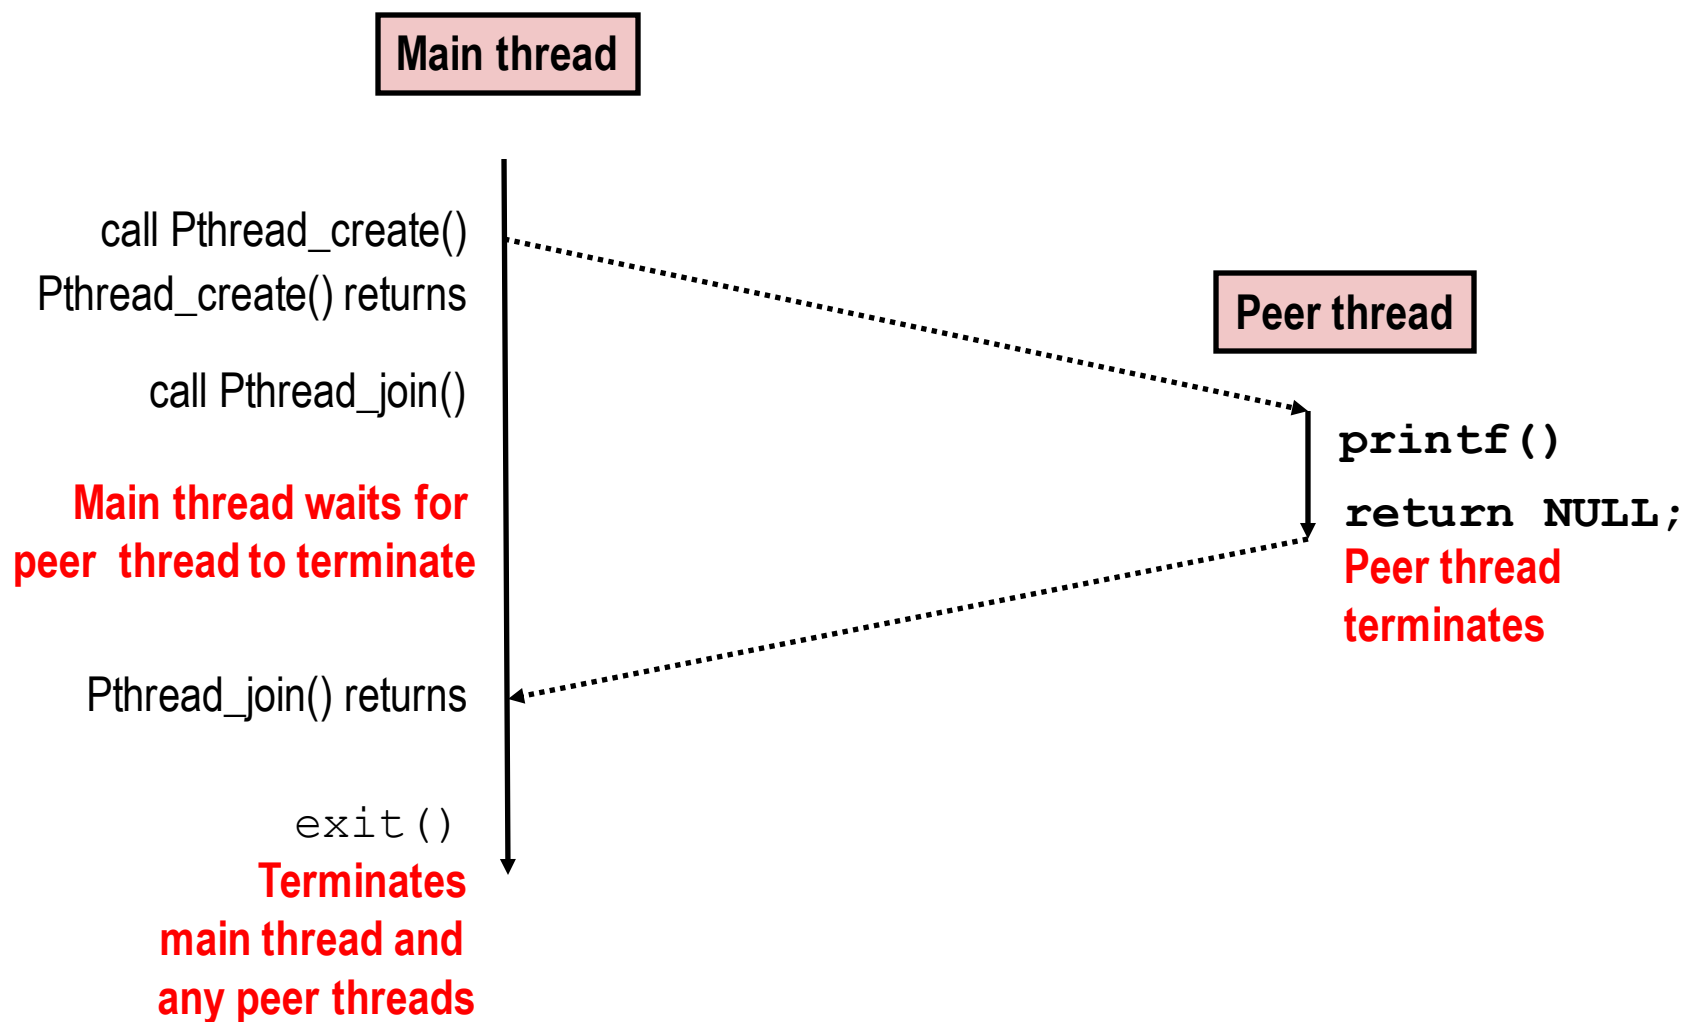 Main thread
call Pthread_create()
Pthread_create() returns
Peer thread
call Pthread_join()
printf()
Main thread waits for
peer thread to terminate
return NULL;
Peer thread
terminates
Pthread_join() returns
exit()
Terminates
main thread and
any peer threads